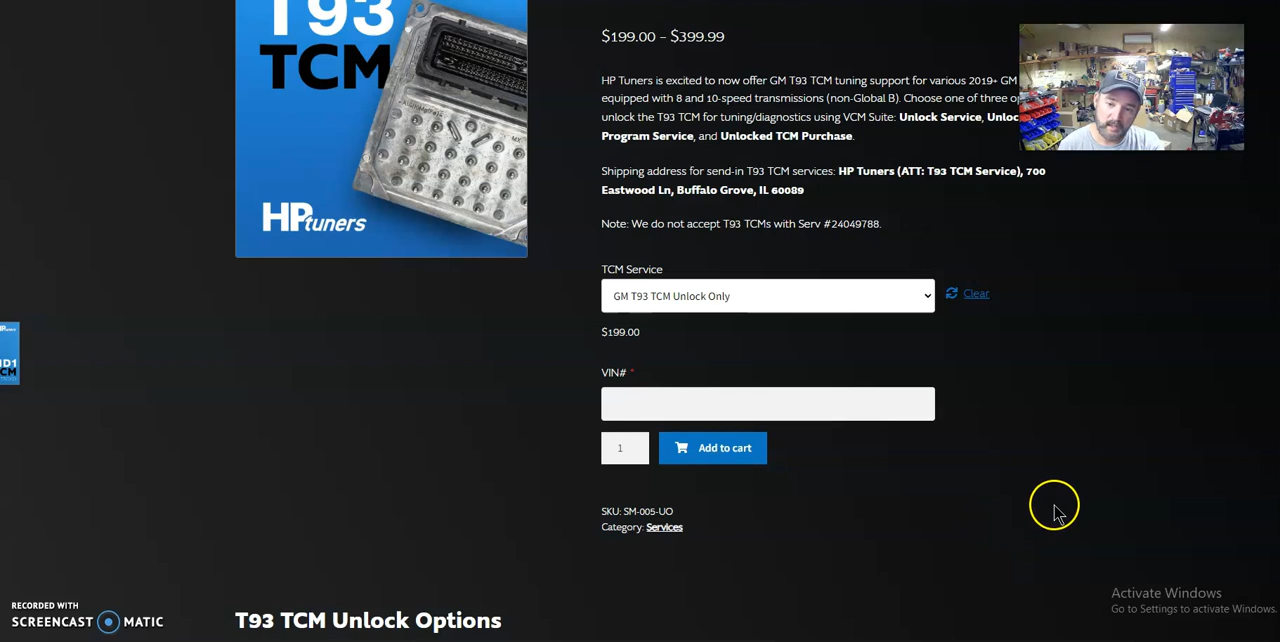 T93
TCM
HP tuners
$199.00 – $399.99
HP Tuners is excited to now offer GM T93 TCM tuning support for various 2019+ GM
equipped with 8 and 10-speed transmissions (non-Global B). Choose one of three
unlock the T93 TCM for tuning/diagnostics using VCM Suite: Unlock Service,
Program Service, and Unlocked TCM Purchase.
Shipping address for send-in T93 TCM services: HP Tuners (ATT: T93 TCM Service), 700
Eastwood Ln, Buffalo Grove, IL 60089
Note: We do not accept T93 TCMs with Serv #24049788.
TCM Service
GM T93 TCM Unlock Only
Clear
$199.00
VIN# *
1
Add to cart
SKU: SM-005-UO
Category: Services
T93 TCM Unlock Options
RECORDED WITH
SCREENCAST MATIC
Activate Windows
Go to Settings to activate Windows.